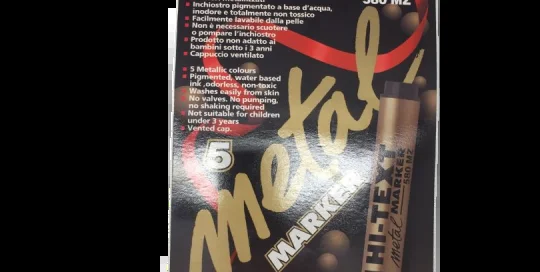 580 MZ
Inchiostro pigmentato a base d'acqua,
inodore e totalmente non tossico
Facilmente lavabile dalla pelle
Non è necessario scuotere
o pompare l'inchiostro
Prodotto non adatto ai
bambini sotto i 3 anni
Cappuccio ventilato
5 Metallic colours
Pigmented, water based
ink ,odorless, non-toxic
Washes easily from skin
No valves. No pumping,
no shaking required
Not suitable for children
under 3 years
Vented cap.
5
metal
MARKER
HI-TEXT
metal
MARKER
580 MZ